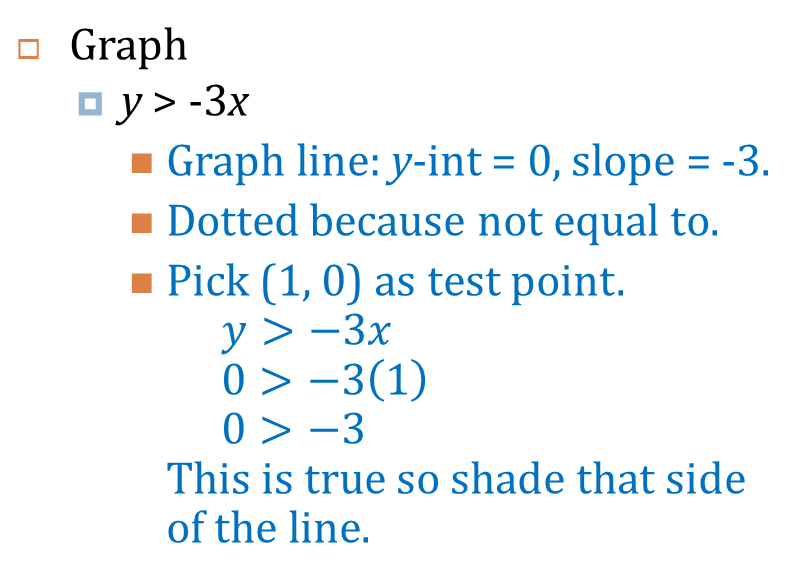 Graph
y > -3x
Graph line: y-int = 0, slope = -3.
Dotted because not equal to.
Pick (1, 0) as test point.
y > −3x
0 > −3(1)
0 > −3
This is true so shade that side
of the line.